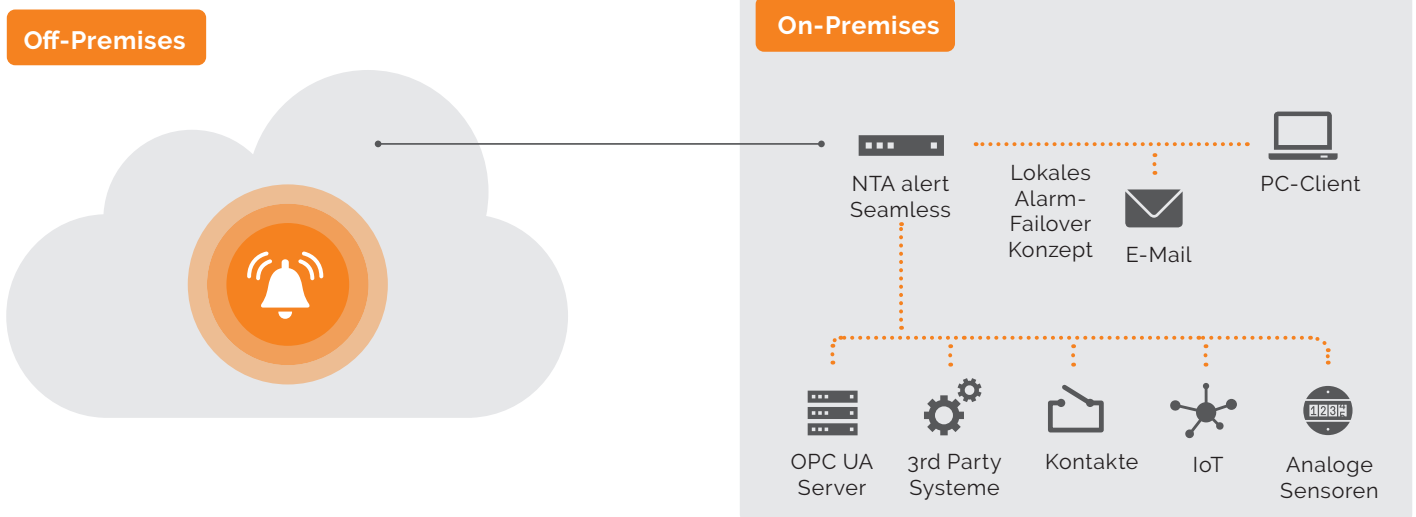 Off-Premises
On-Premises
NTA alert
Seamless
Lokales
Alarm-
Failover
Konzept
E-Mail
PC-Client
OPC UA
Server
3rd Party
Systeme
Kontakte
IoT
Analoge
Sensoren